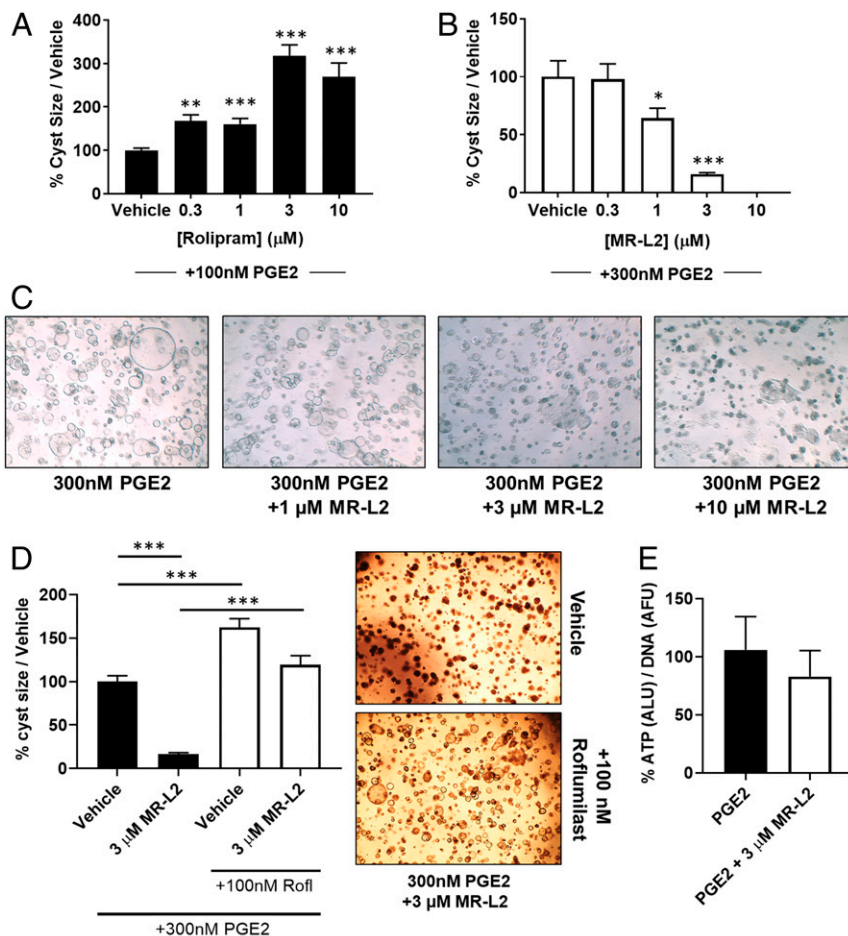 A
% Cyst Size / Vehicle
400
300
200
100
0
**
***
***
***
Vehicle 0.3 1 3 10
[Rolipram] (μM)
+100nM PGE2
B
% Cyst Size / Vehicle
150
100
50
0
*
***
Vehicle 0.3 1 3 10
[MR-L2] (μM)
+300nM PGE2
C
300nM PGE2
300nM PGE2
+1 μM MR-L2
300nM PGE2
+3 μM MR-L2
300nM PGE2
+10 μM MR-L2
D
% cyst size / Vehicle
200
150
100
50
0
***
***
***
Vehicle
3 μM MR-L2
Vehicle
3 μM MR-L2
+100nM Rofl
+300nM PGE2
Vehicle
+100 nM
Roflumilast
300nM PGE2
+3 μM MR-L2
E
% ATP (ALU) / DNA (AFU)
150
100
50
0
PGE2
PGE2 + 3 μM MR-L2